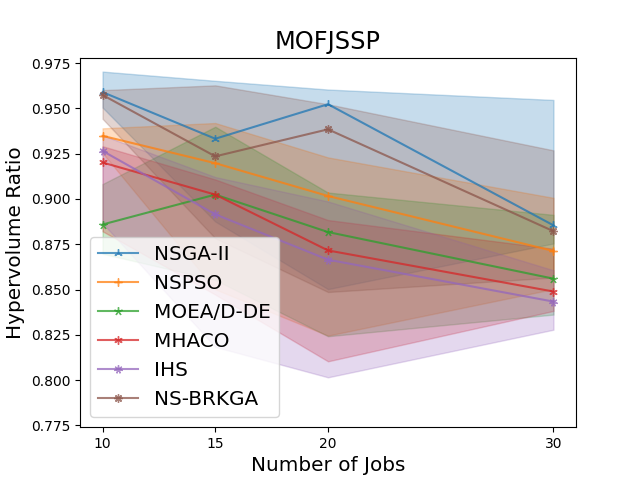 MOFJSSP
Hypervolume Ratio
0.975
0.950
0.925
0.900
0.875
0.850
0.825
0.800
0.775
NSGA-II
NSPSO
MOEA/D-DE
MHACO
IHS
NS-BRKGA
10 15 20 30
Number of Jobs